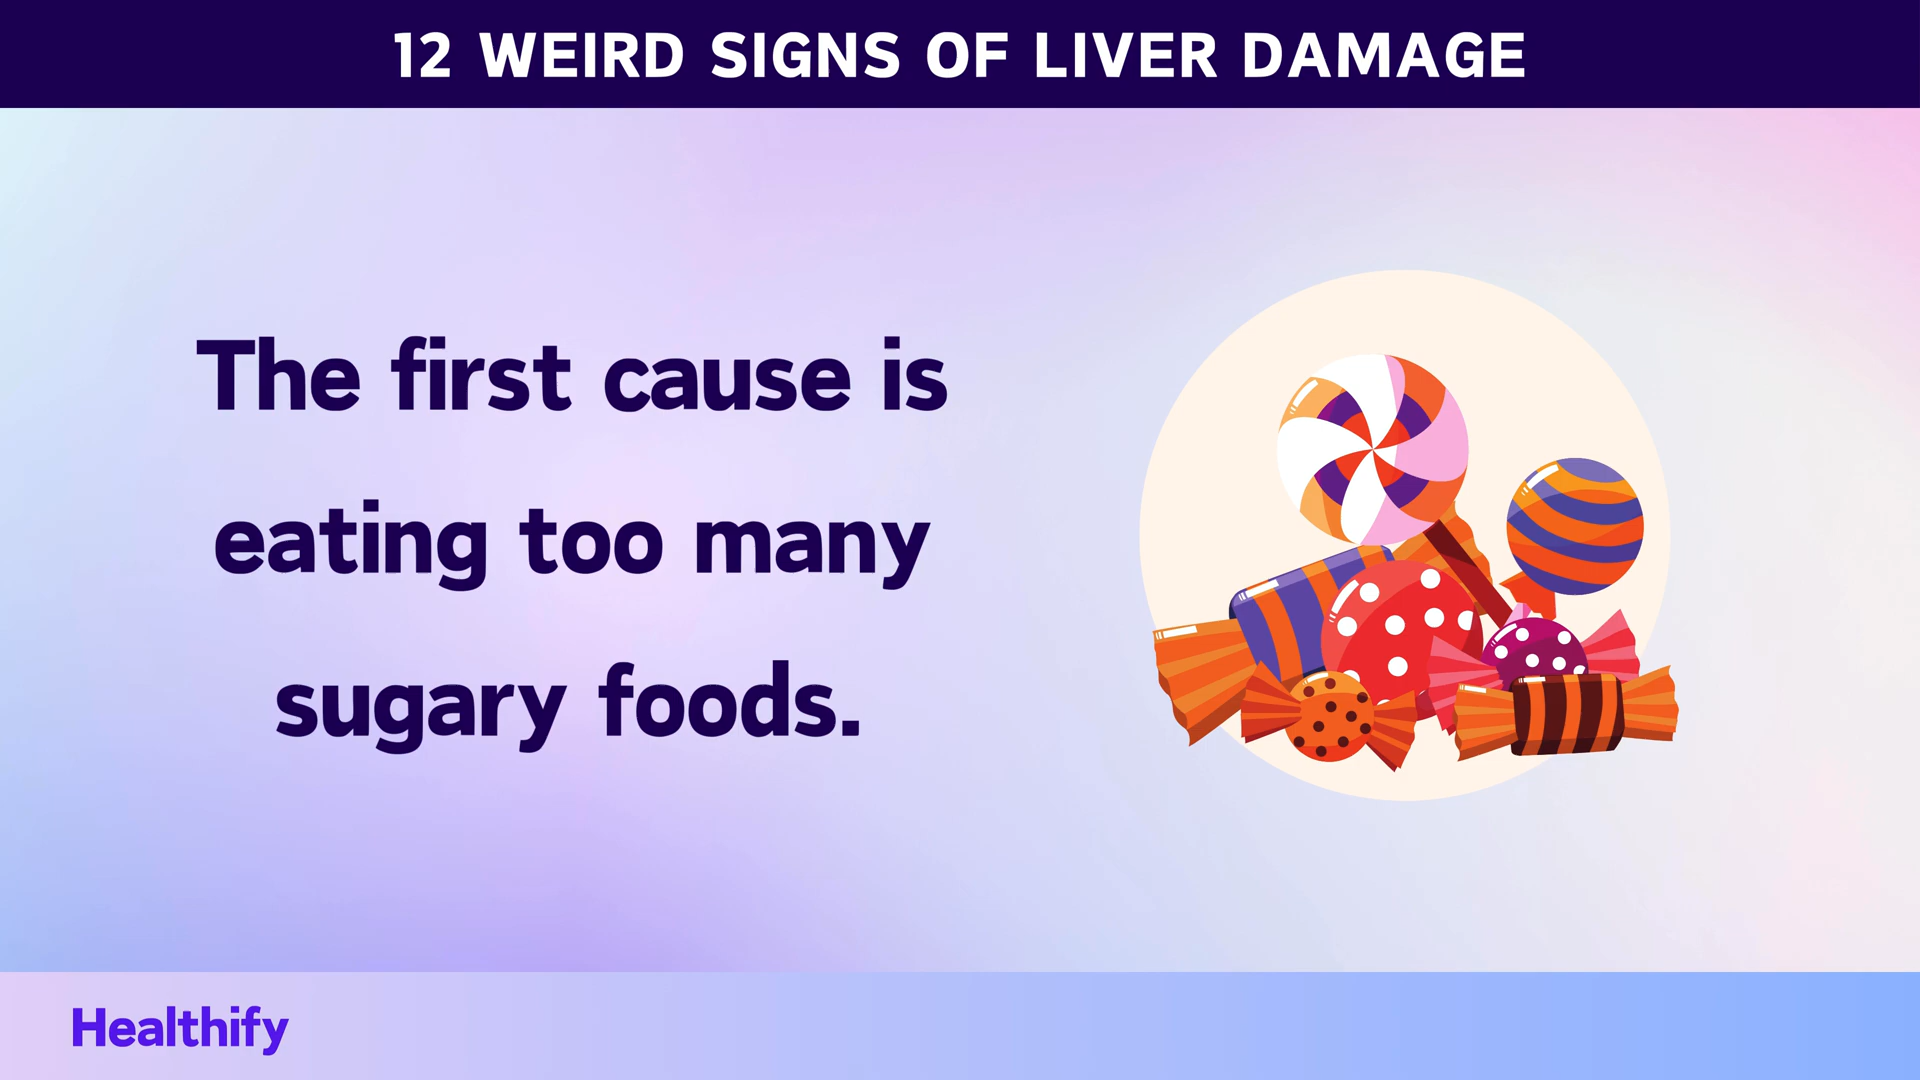 12 WEIRD SIGNS OF LIVER DAMAGE
The first cause is
eating too many
sugary foods.
Healthify